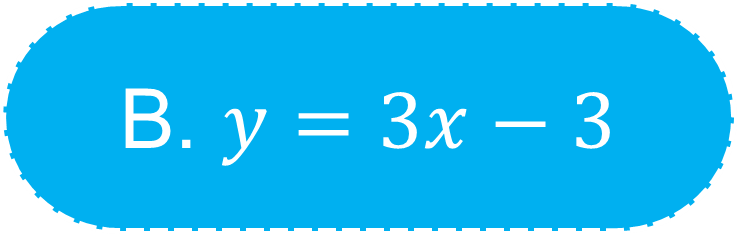 B. 𝑦 = 3𝑥 − 3